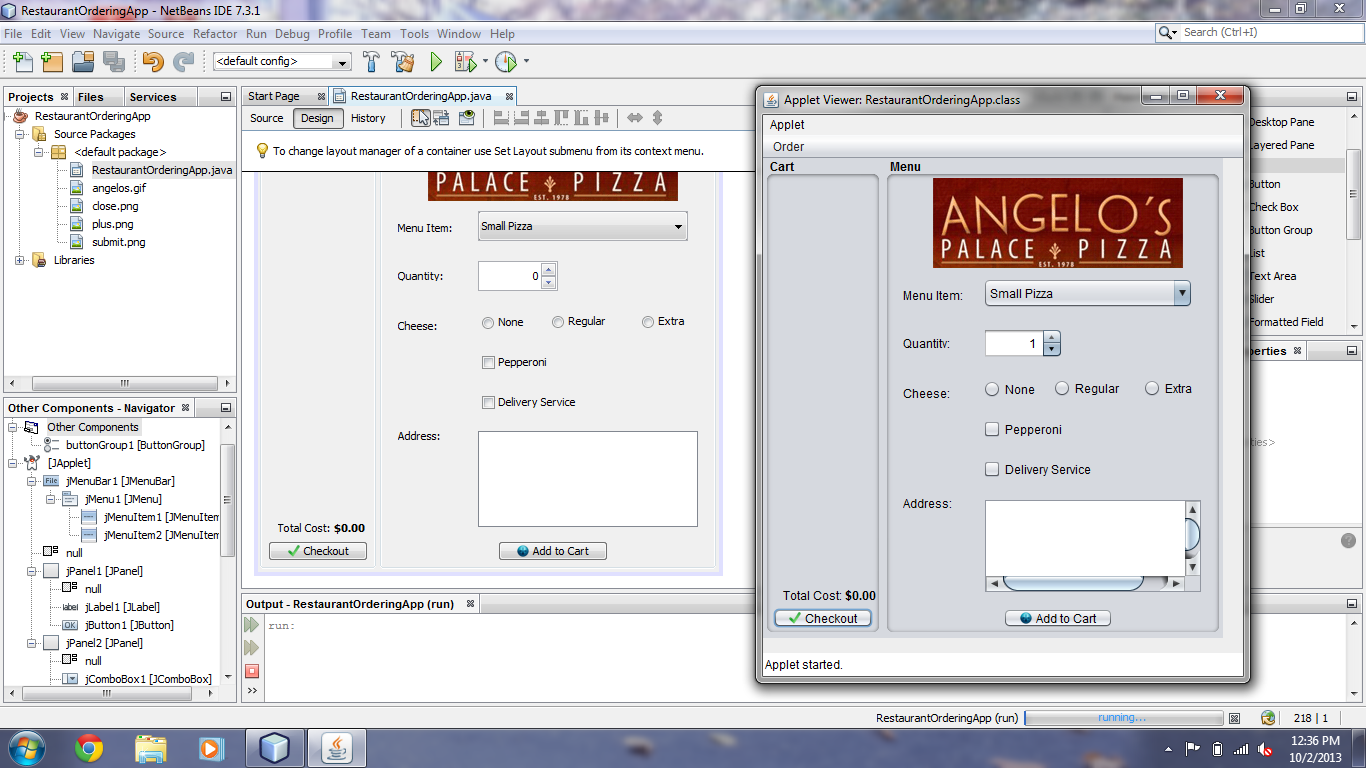 RestaurantOrderingApp - NetBeans IDE 7.3.1
File Edit View Navigate Source Refactor Run Debug Profile Team Tools Window Help
Search (Ctrl+I)
<default config>
Projects Files Services
RestaurantOrderingApp
Source Packages
<default package>
RestaurantOrderingApp.java
angelos.gif
close.png
plus.png
submit.png
Libraries
Other Components - Navigator
Other Components
buttonGroup1 [ButtonGroup]
[JApplet]
jMenuBar1 [JMenuBar]
jMenu1 [JMenu]
jMenuItem1 [JMenuItem
jMenuItem2 [JMenuItem
null
jPanel1 [JPanel]
null
jLabel1 [JLabel]
jButton1 [JButton]
jPanel2 [JPanel]
null
jComboBox1 [JComboBox]
Start Page RestaurantOrderingApp.java
Source Design History
To change layout manager of a container use Set Layout submenu from its context menu.
PALACE PIZZA
EST. 1978
Menu Item: Small Pizza
Quantity: 0
Cheese: None Regular Extra
Pepperoni
Delivery Service
Address:
Total Cost: $0.00
Checkout Add to Cart
Output - RestaurantOrderingApp (run)
run:
Applet Viewer: RestaurantOrderingApp.class
Applet
Order
Cart Menu
ANGELO'S
PALACE PIZZA
EST. 1978
Menu Item: Small Pizza
Quantity: 1
Cheese: None Regular Extra
Pepperoni
Delivery Service
Address:
Total Cost: $0.00
Checkout Add to Cart
Applet started.
Desktop Pane
Layered Pane
Button
Check Box
Button Group
List
Text Area
Slider
Formatted Field
perties
ties>
RestaurantOrderingApp (run) running... 218 | 1
12:36 PM
10/2/2013